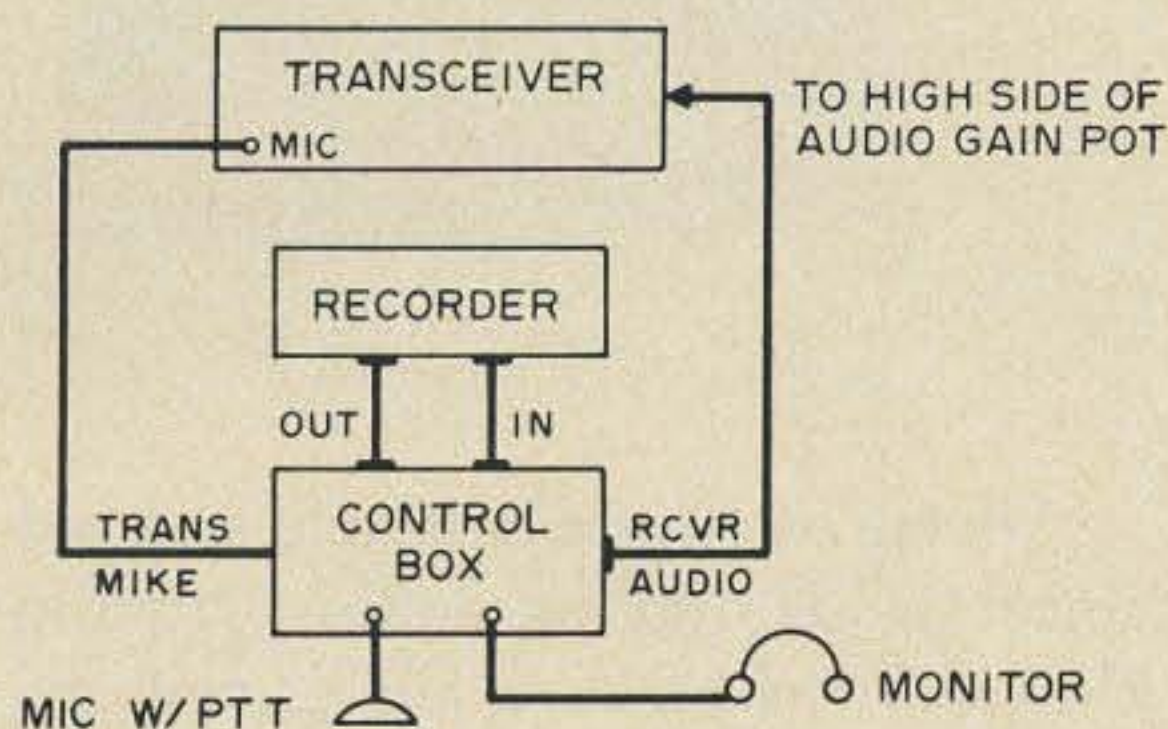 TRANSCEIVER
MIC
TO HIGH SIDE OF
AUDIO GAIN POT
RECORDER
OUT
IN
CONTROL
BOX
TRANS
MIKE
RCVR
AUDIO
MIC W/PTT
MONITOR